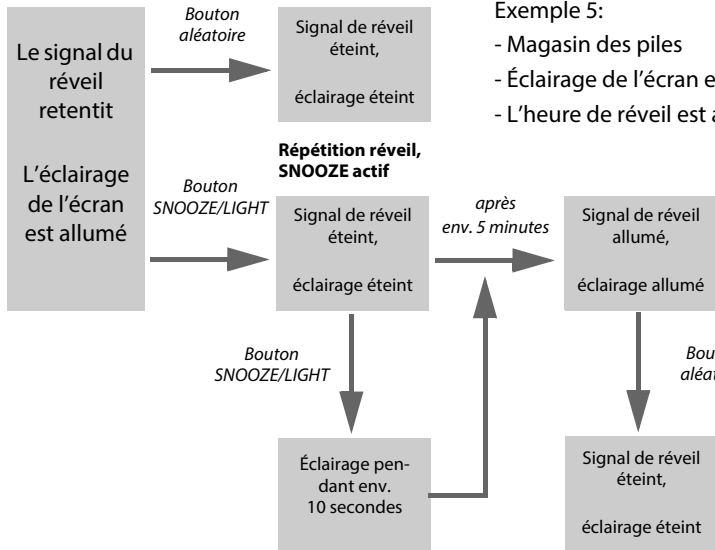 Bouton
aléatoire
Le signal du
réveil
retentit
L'éclairage
de l'écran
est allumé
Signal de réveil
éteint,
éclairage éteint
Exemple 5:
- Magasin des piles
- Éclairage de l'écran
- L'heure de réveil est
Répétition réveil,
SNOOZE actif
Bouton
SNOOZE/LIGHT
Signal de réveil
éteint,
éclairage éteint
après
env. 5 minutes
Signal de réveil
allumé,
éclairage allumé
Bouton
SNOOZE/LIGHT
Éclairage pen-
dant env.
10 secondes
Signal de réveil
éteint,
éclairage éteint